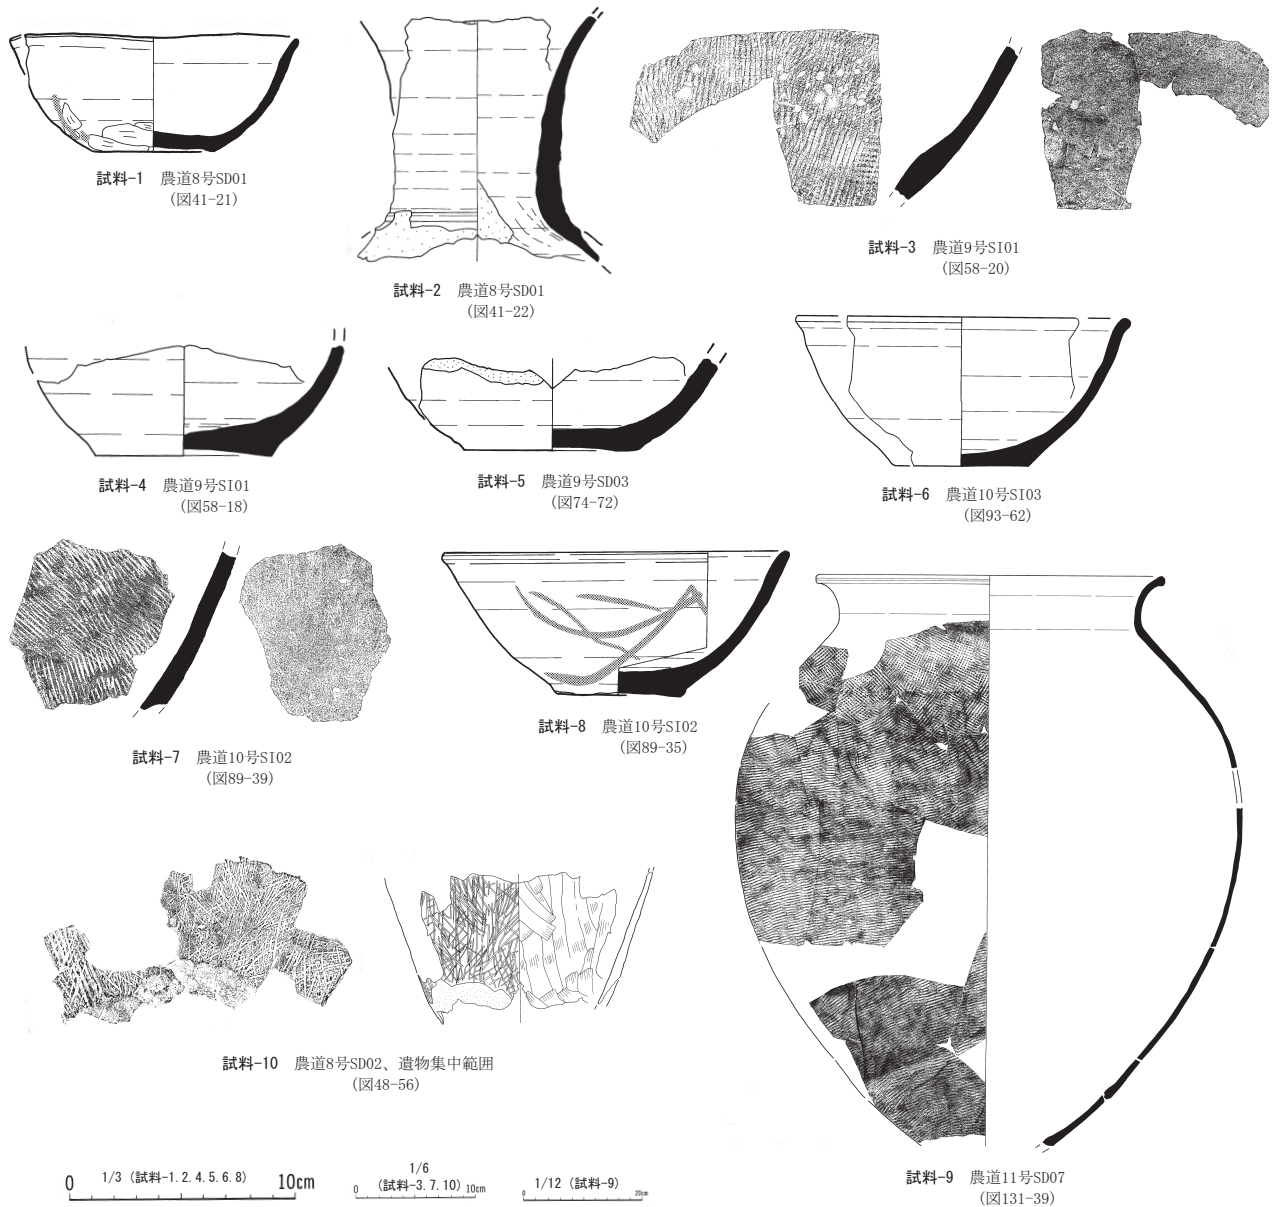 試料-1 農道8号SD01
(図41-21)
試料-2 農道8号SD01
(図41-22)
試料-3 農道9号SI01
(図58-20)
試料-4 農道9号SI01
(図58-18)
試料-5 農道9号SD03
(図74-72)
試料-6 農道10号SI03
(図93-62)
試料-7 農道10号SI02
(図89-39)
試料-8 農道10号SI02
(図89-35)
試料-10 農道8号SD02、遺物集中範囲
(図48-56)
試料-9 農道11号SD07
(図131-39)
0 1/3 (試料-1.2.4.5.6.8) 10cm
1/6
0 (試料-3.7.10) 10cm
0 1/12 (試料-9) 20cm